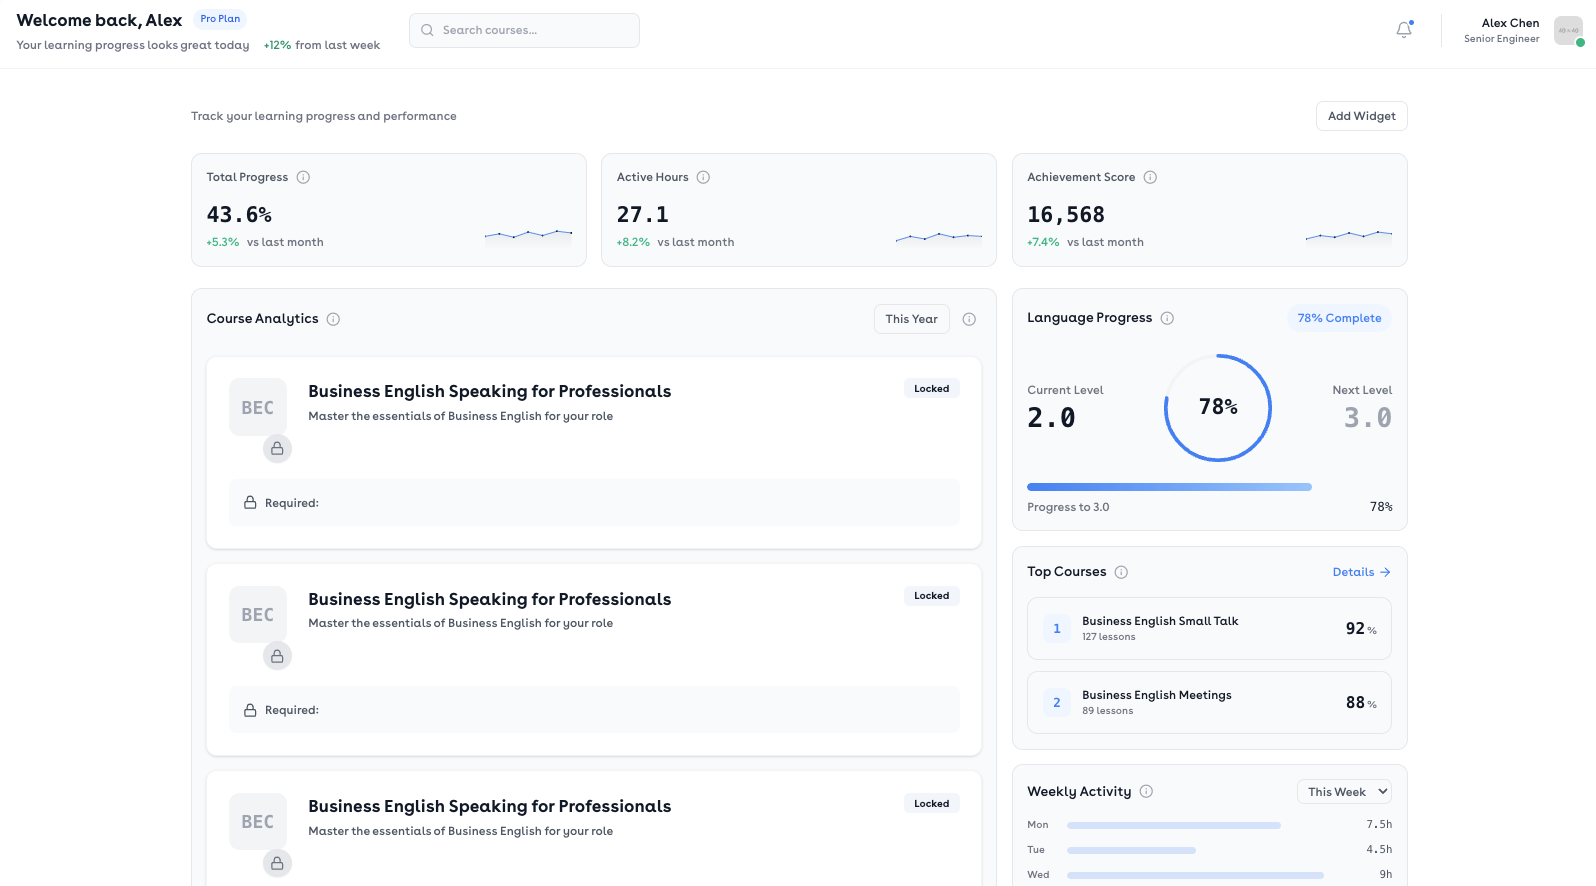 Welcome back, Alex
Pro Plan
Your learning progress looks great today
+12% from last week
Search courses...
Alex Chen
Senior Engineer
40 × 40
Track your learning progress and performance
Add Widget
Total Progress
43.6%
+5.3% vs last month
Active Hours
27.1
+8.2% vs last month
Achievement Score
16,568
+7.4% vs last month
Course Analytics
This Year
BEC
Business English Speaking for Professionals
Locked
Master the essentials of Business English for your role
Required:
BEC
Business English Speaking for Professionals
Locked
Master the essentials of Business English for your role
Required:
BEC
Business English Speaking for Professionals
Locked
Master the essentials of Business English for your role
Language Progress
78% Complete
Current Level
2.0
78%
Next Level
3.0
Progress to 3.0
78%
Top Courses
Details →
1
Business English Small Talk
127 lessons
92 %
2
Business English Meetings
89 lessons
88 %
Weekly Activity
This Week
Mon 7.5h
Tue 4.5h
Wed 9h